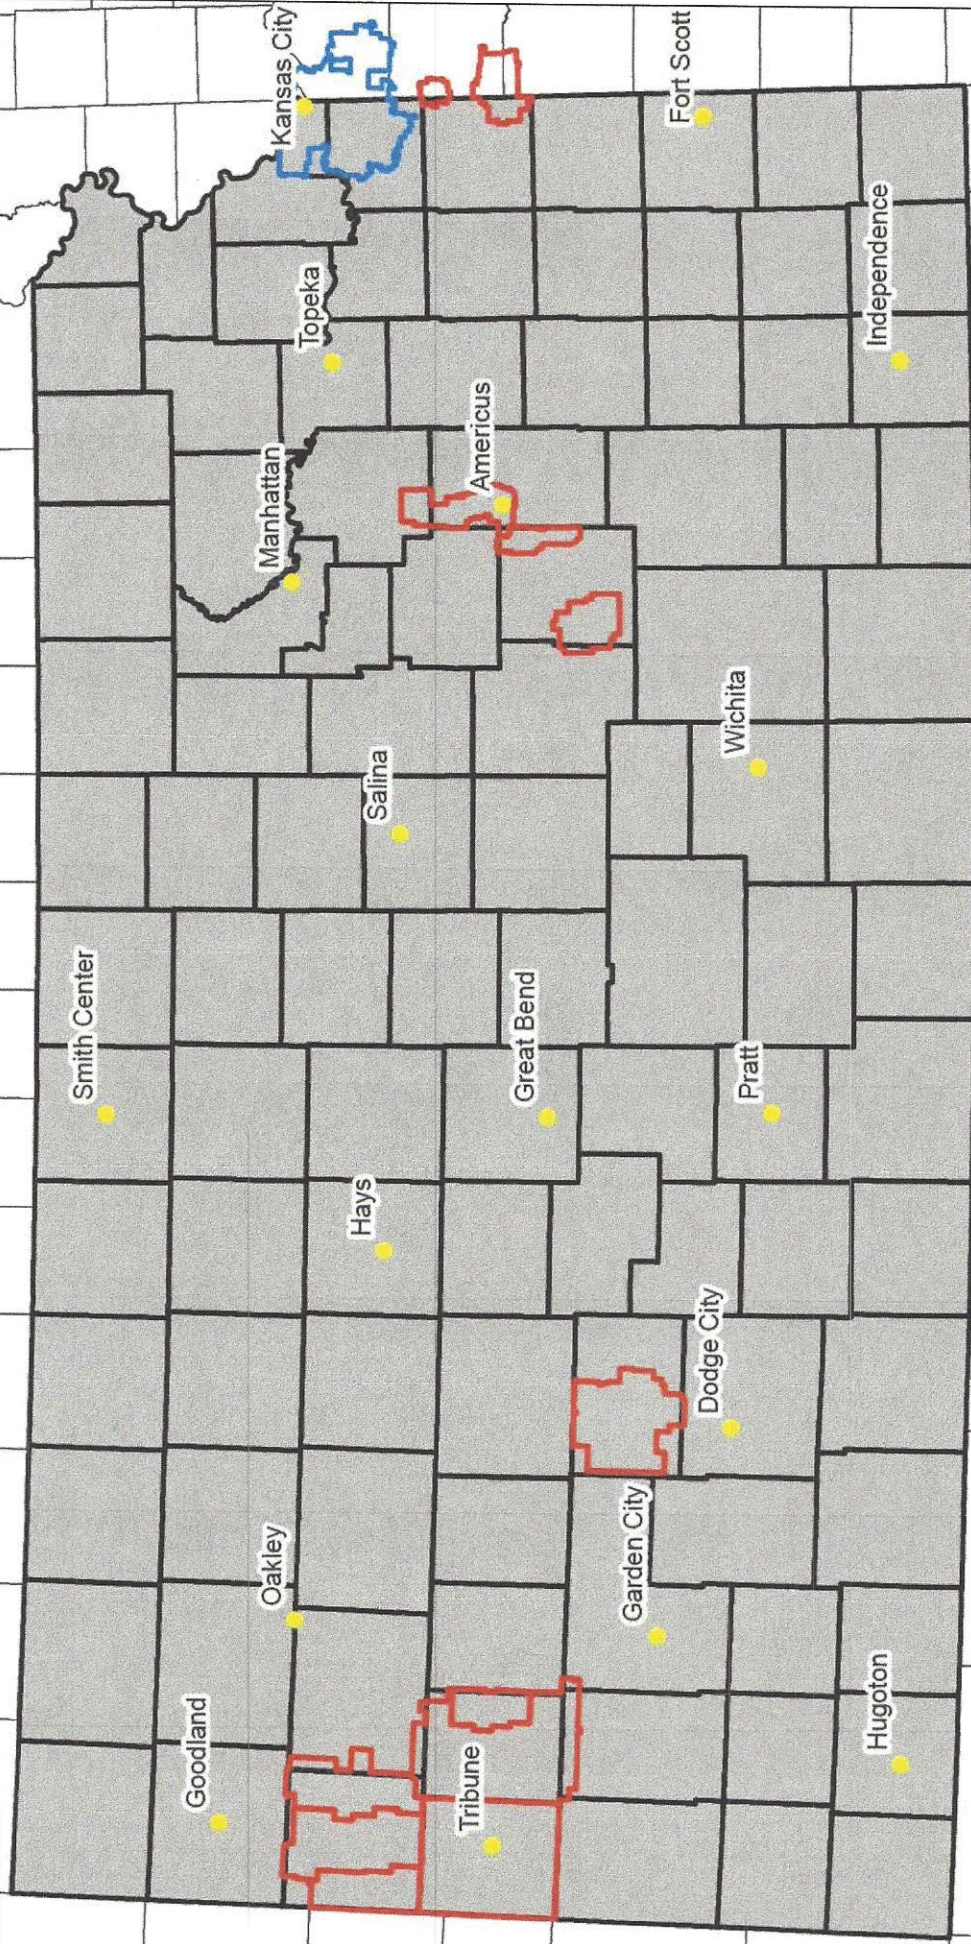 Goodland
Oakley
Tribune
Hugoton
Garden City
Dodge City
Hays
Smith Center
Great Bend
Pratt
Salina
Wichita
Manhattan
Americus
Topeka
Kansas City
Independence
Fort Scott